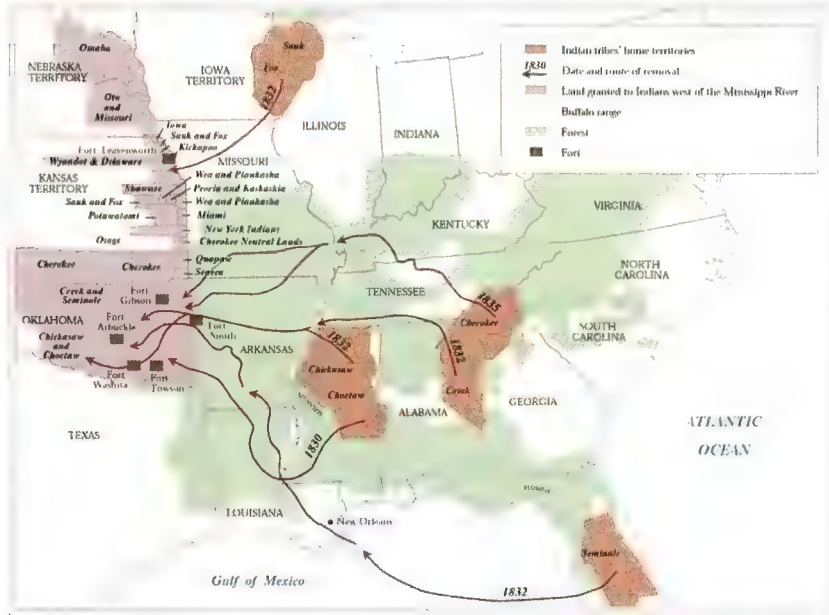 Indian tribes' home territories
1830
Date and route of removal
Land granted to Indians west of the Mississippi River
Buffalo range
Forest
Fort
Omaha
NEBRASKA
TERRITORY
Oto
and
Missouri
IOWA
TERRITORY
Sauk
Fox
1832
ILLINOIS
INDIANA
Iowa
Sauk and Fox
Kickapoo
Fort Leavenworth
Wyandot & Delaware
MISSOURI
KANSAS
TERRITORY
Shawnee
Wea and Piankasha
Peoria and Kaskaskia
Sauk and Fox
Wea and Piankasha
Potawatomi
Miami
New York Indians
Osage
Cherokee Neutral Lands
Cherokee
Cherokee
Quapaw
Seneca
KENTUCKY
VIRGINIA
NORTH
CAROLINA
TENNESSEE
1835
Cherokee
SOUTH
CAROLINA
Creek and
Seminole
Fort
Gibson
OKLAHOMA
Fort
Arbuckle
Fort
Smith
Chickasaw
and
Choctaw
Fort
Washita
Fort
Towson
ARKANSAS
1832
Chickasaw
Choctaw
1832
Creek
ALABAMA
GEORGIA
TEXAS
1830
LOUISIANA
New Orleans
ATLANTIC
OCEAN
Seminole
1832
Gulf of Mexico